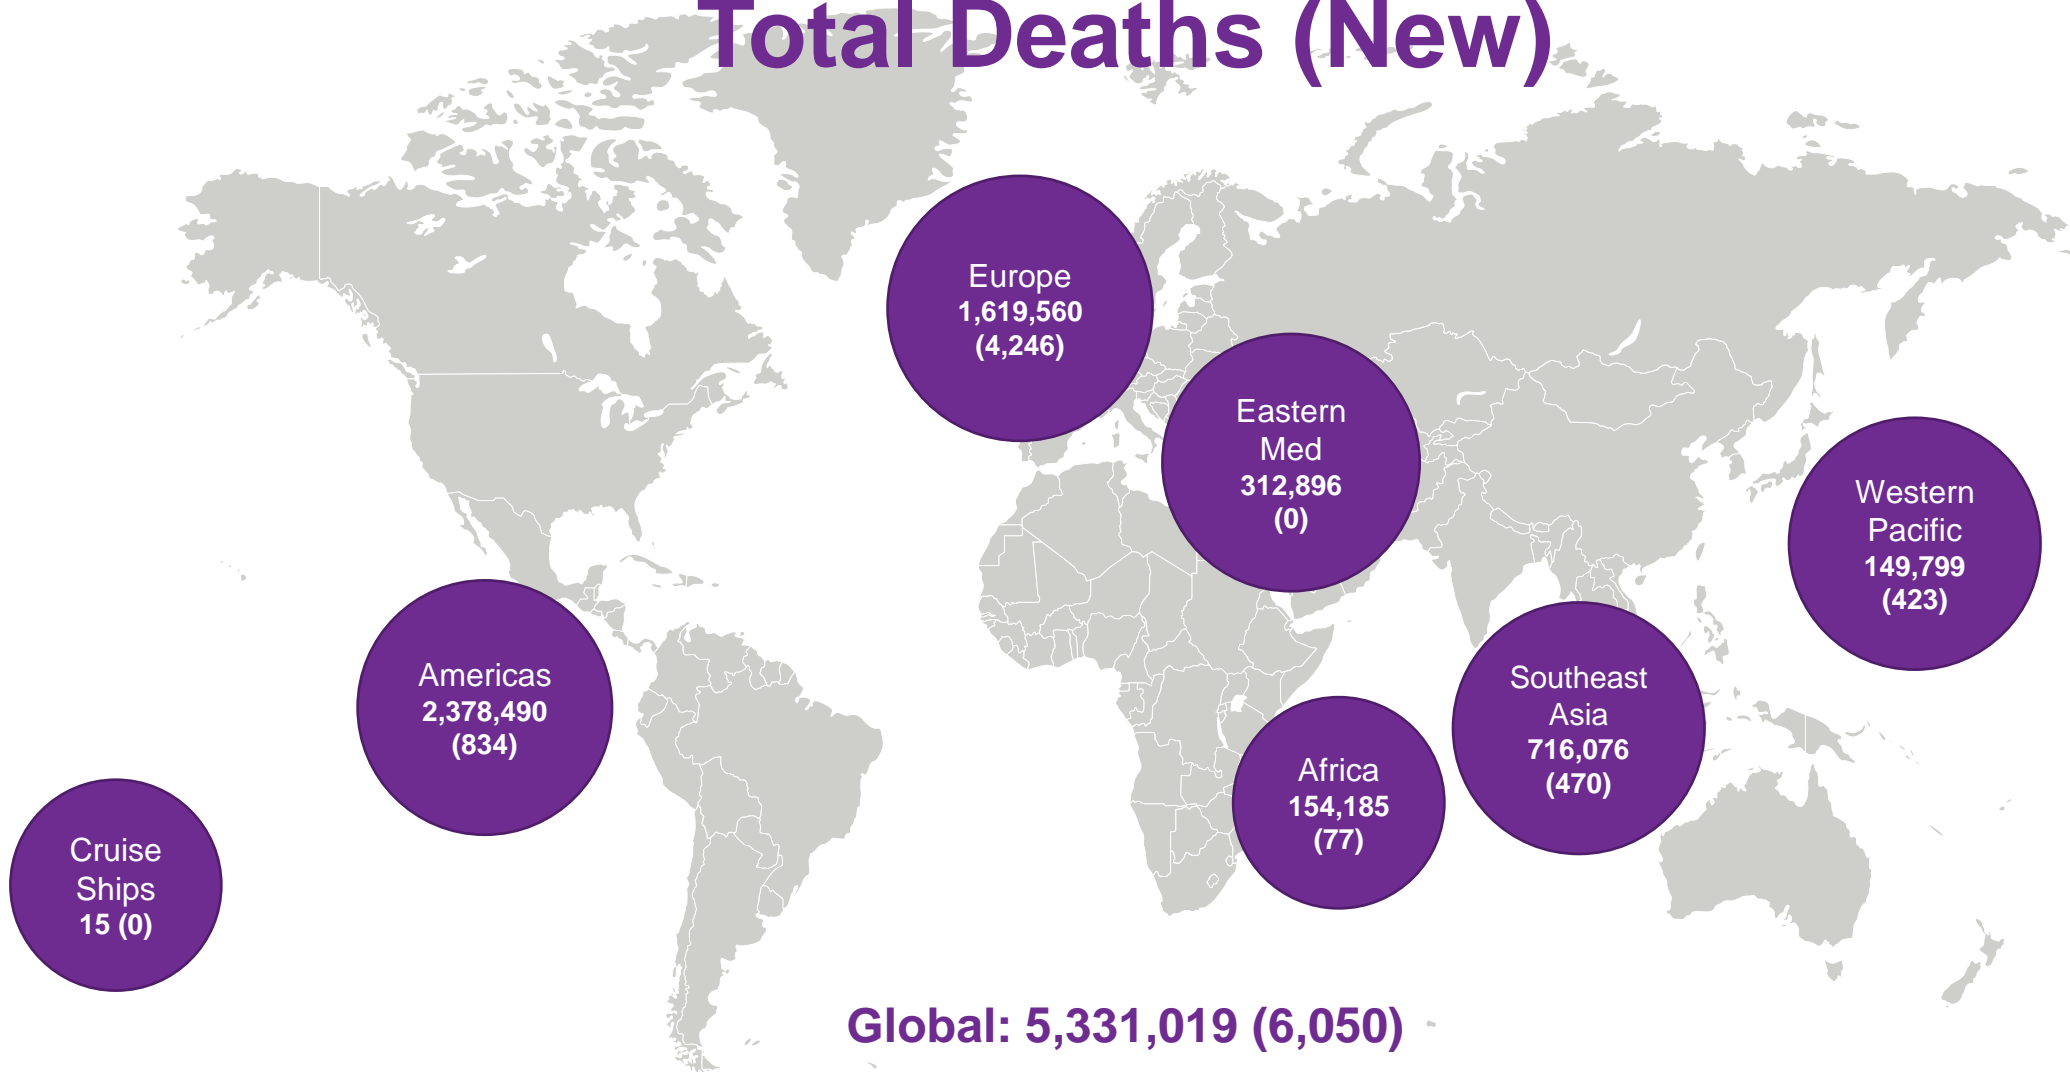 Total Deaths (New)
Europe
1,619,560
(4,246)
Eastern
Med
312,896
(0)
Western
Pacific
149,799
(423)
Americas
2,378,490
(834)
Southeast
Asia
716,076
(470)
Africa
154,185
(77)
Cruise
Ships
15 (0)
Global: 5,331,019 (6,050)